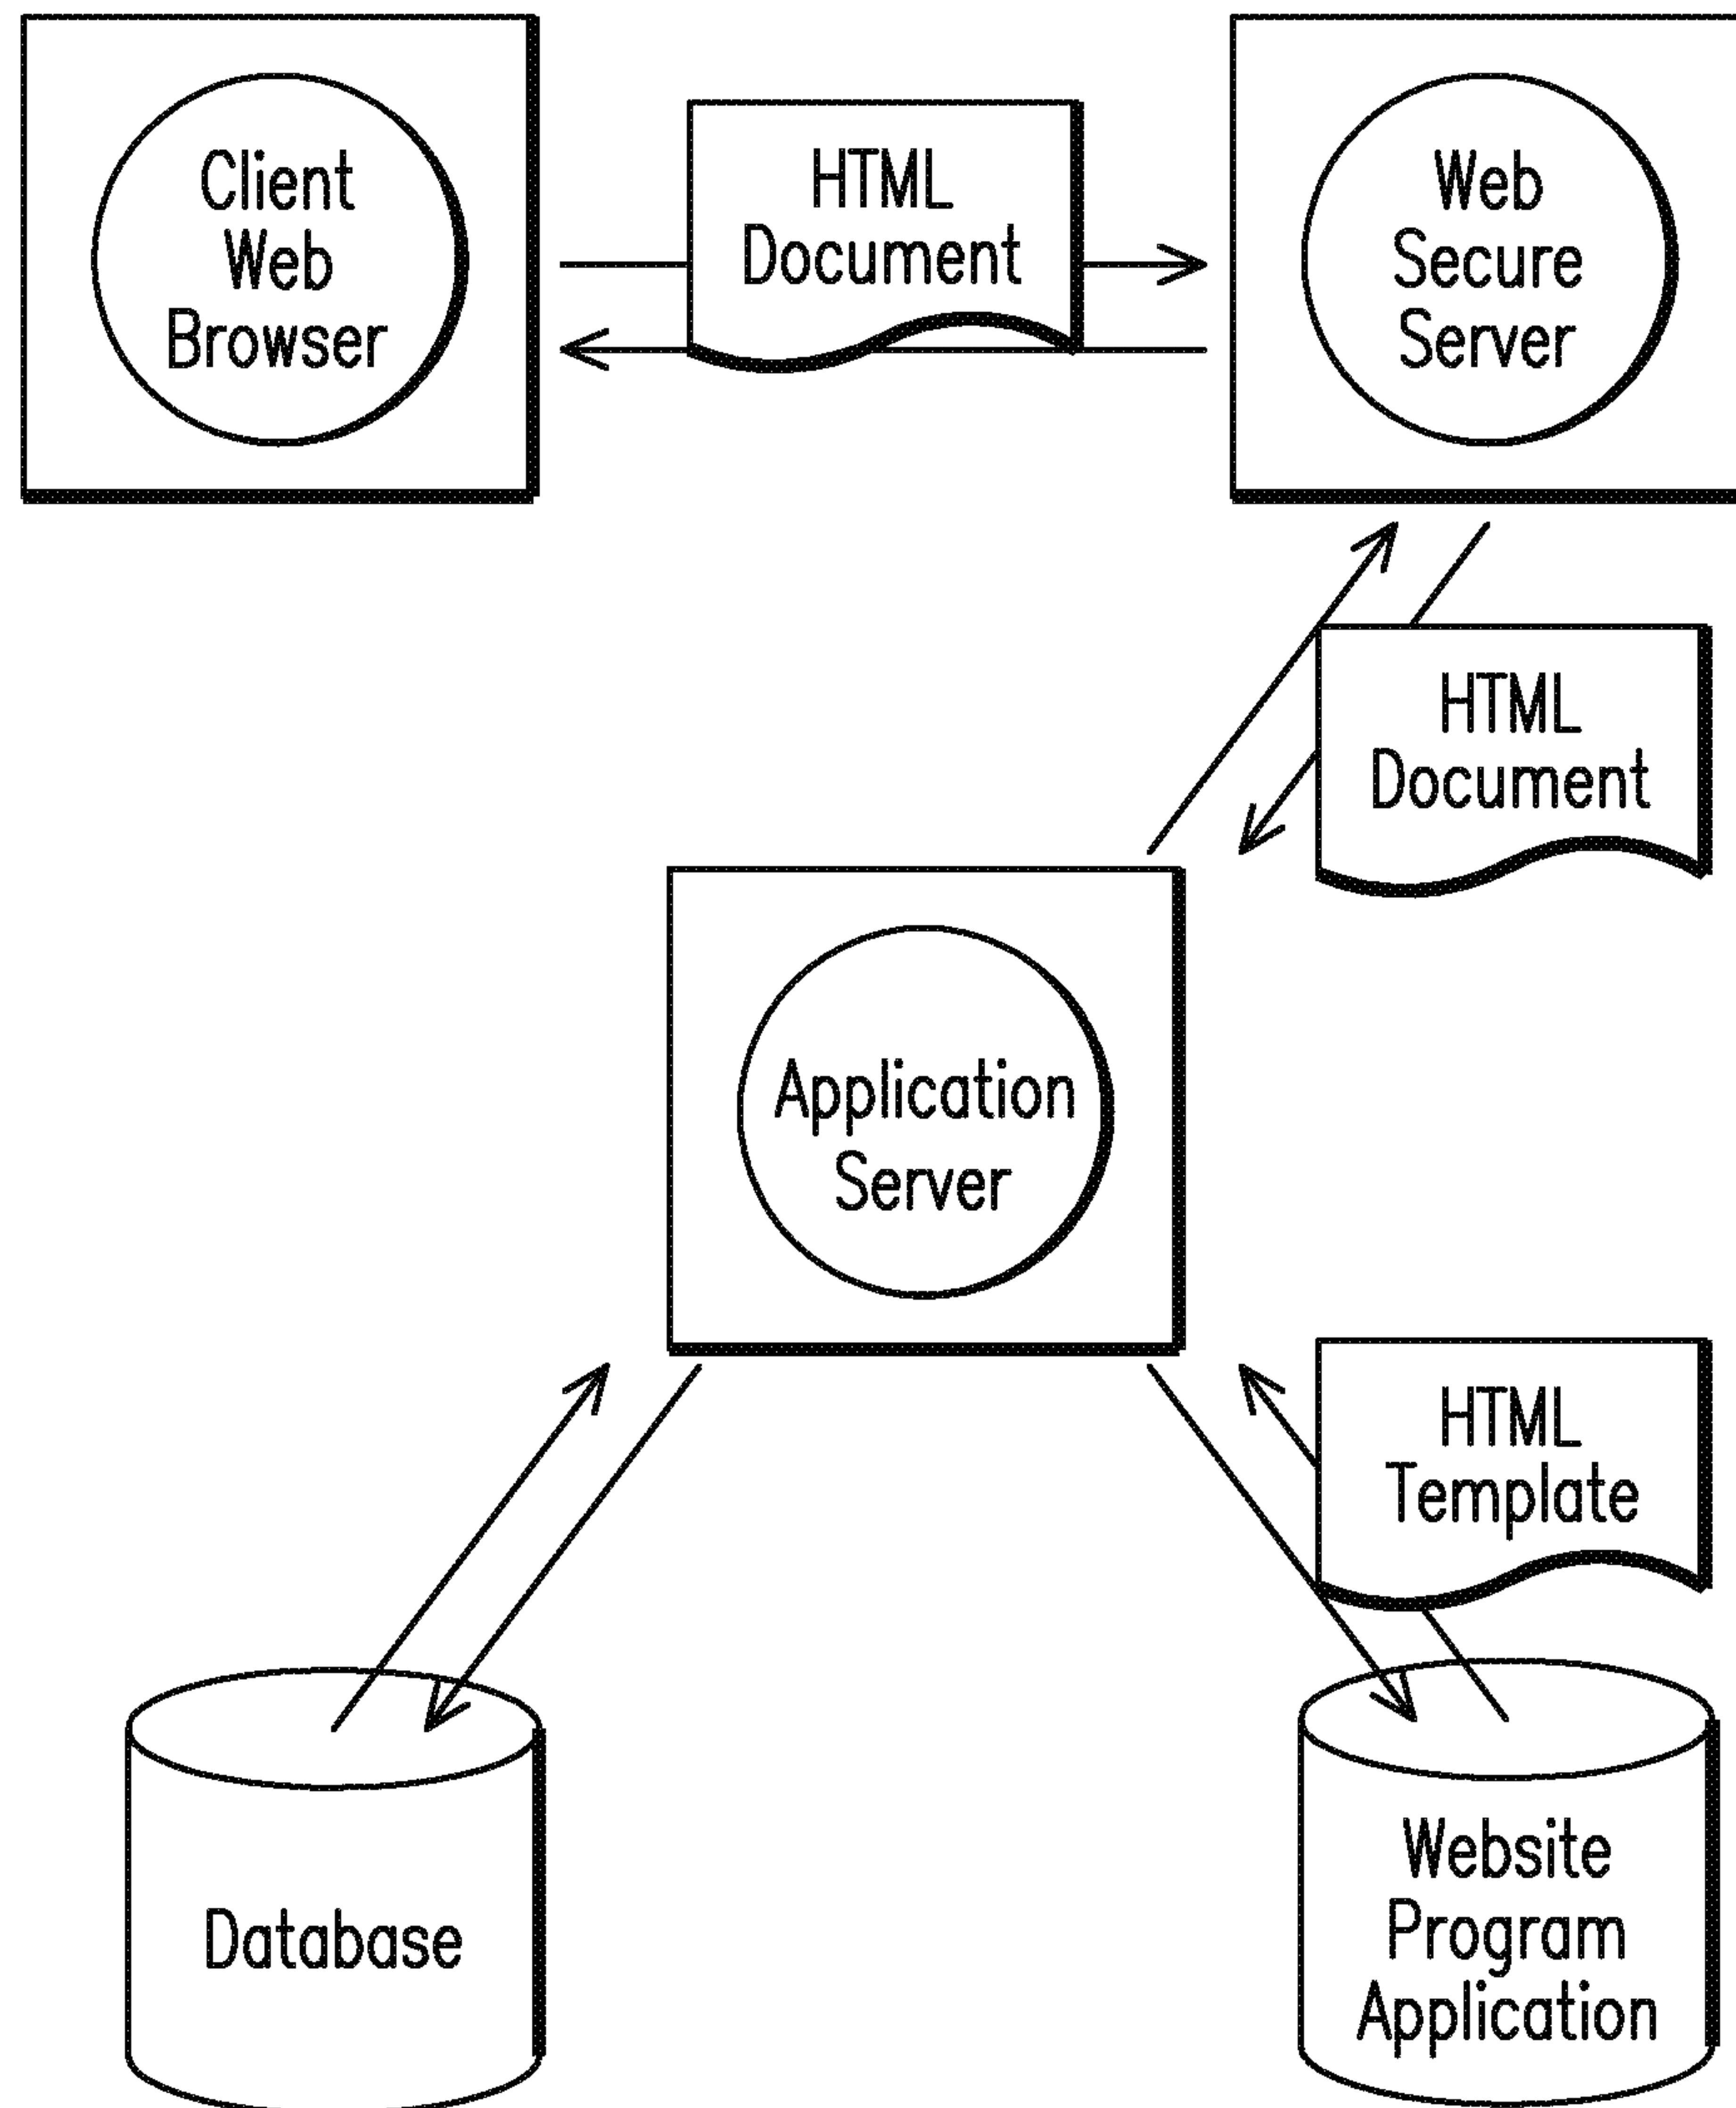 Client
Web
Browser
HTML
Document
Web
Secure
Server
HTML
Document
Application
Server
HTML
Template
Database
Website
Program
Application